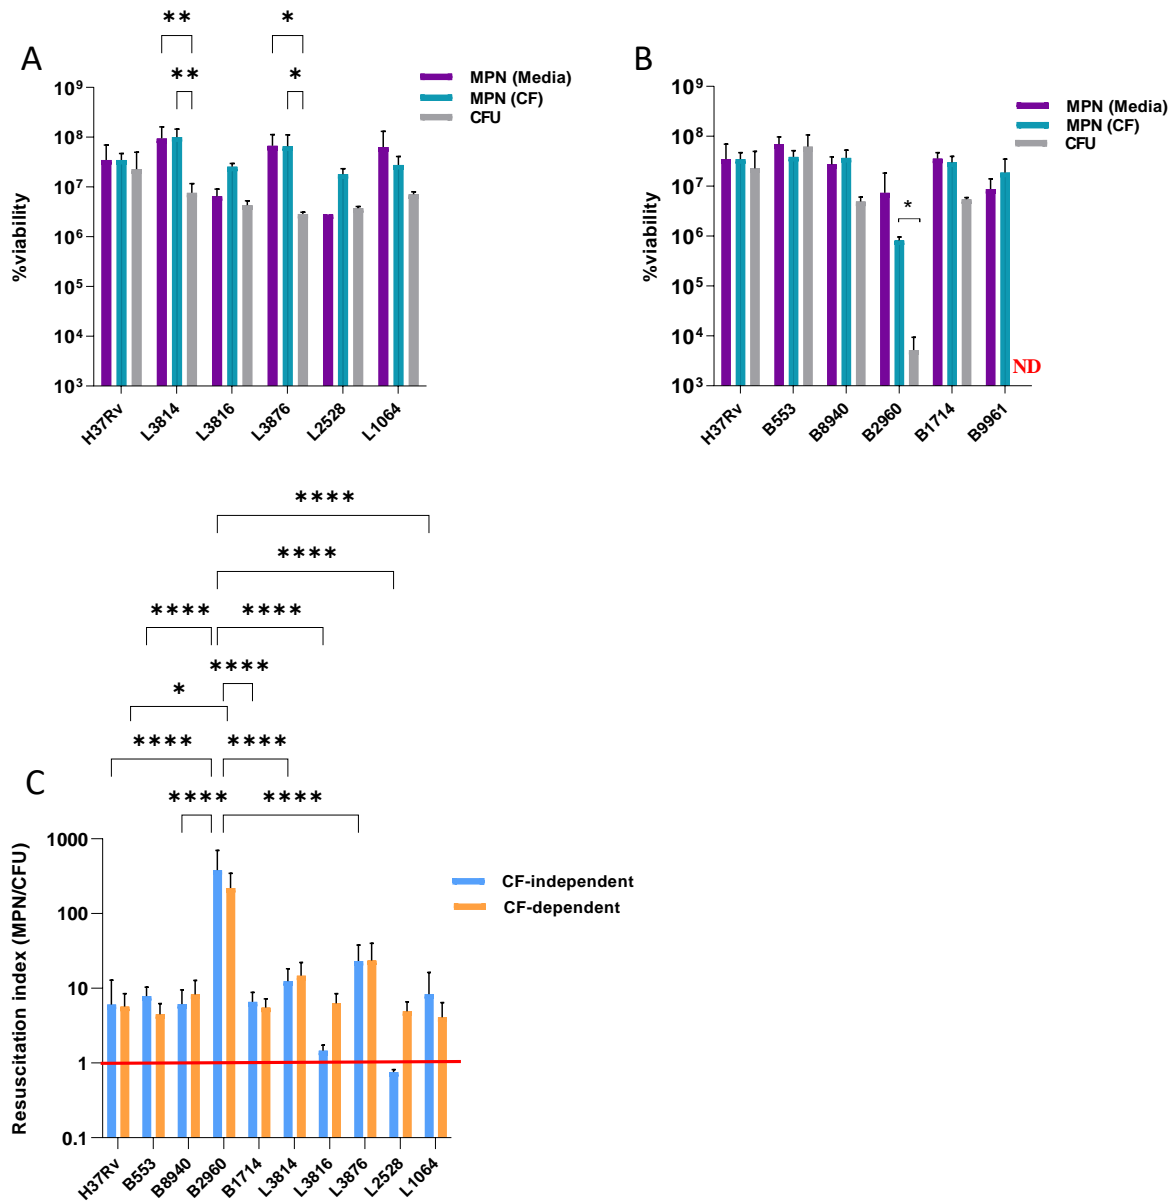 A
** *
** *
MPN (Media)
MPN (CF)
CFU
%viability
10⁹
10⁸
10⁷
10⁶
10⁵
10⁴
10³
H37Rv
L3814
L3816
L3876
L2528
L1064
B
MPN (Media)
MPN (CF)
CFU
%viability
10⁹
10⁸
10⁷
10⁶
10⁵
10⁴
10³
*
ND
H37Rv
B553
B8940
B2960
B1714
B9961
C
****
****
**** ****
****
*
**** ****
**** ****
Resuscitation index (MPN/CFU)
1000
100
10
1
0.1
CF-independent
CF-dependent
H37Rv
B553
B8940
B2960
B1714
L3814
L3816
L3876
L2528
L1064